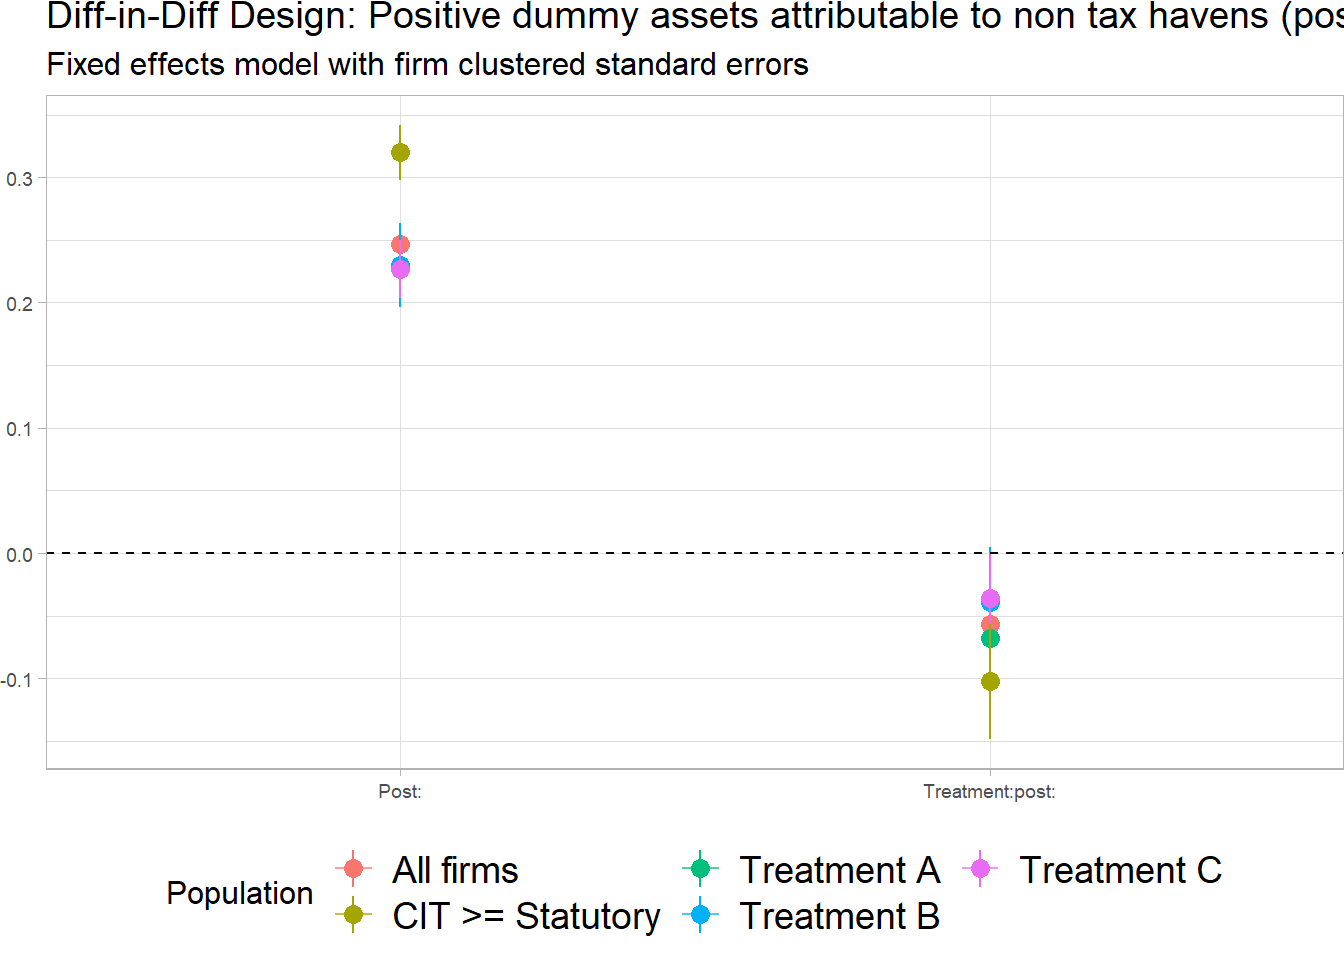 Diff-in-Diff Design: Positive dummy assets attributable to non tax havens (pos
Fixed effects model with firm clustered standard errors
0.3
0.2
0.1
0.0
-0.1
Post:
Treatment:post:
Population
All firms
Treatment A
Treatment C
CIT >= Statutory
Treatment B